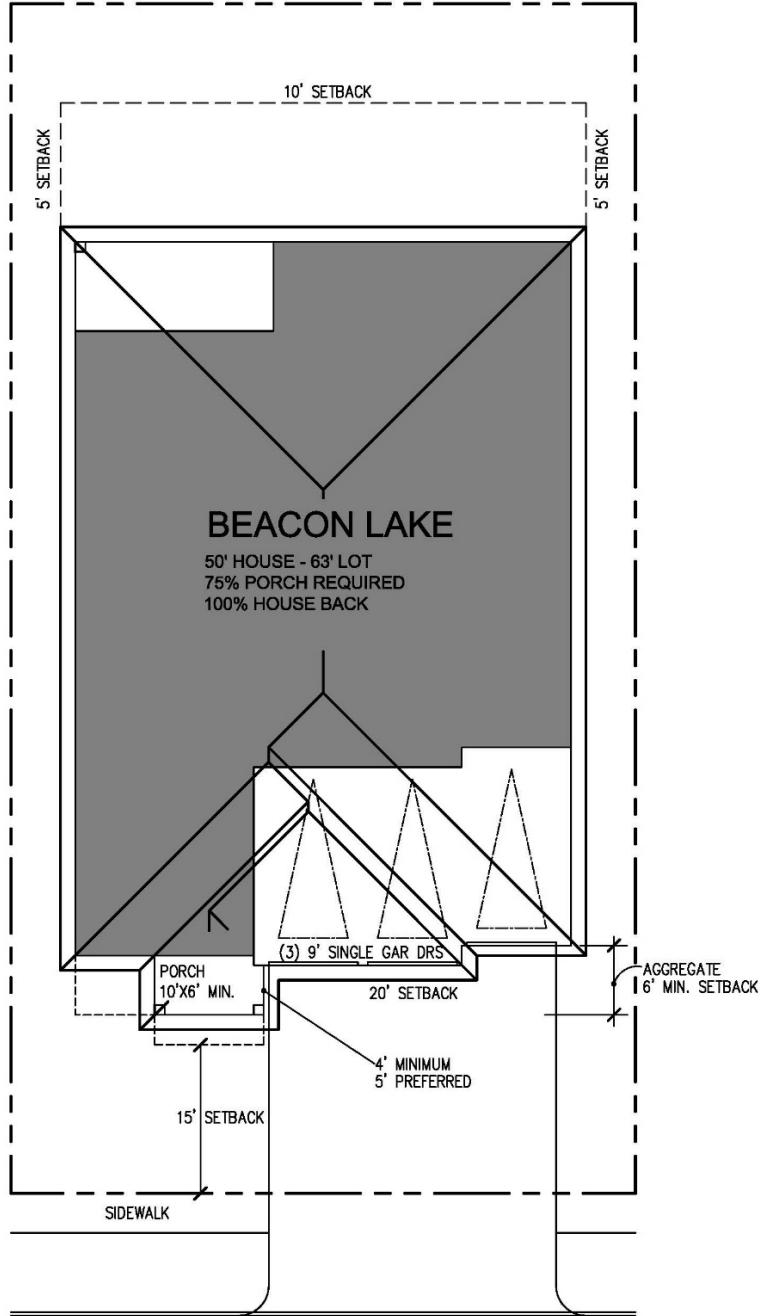 10' SETBACK
5' SETBACK
5' SETBACK
BEACON LAKE
50' HOUSE - 63' LOT
75% PORCH REQUIRED
100% HOUSE BACK
(3) 9' SINGLE GAR DRS
PORCH
10'X6' MIN.
20' SETBACK
AGGREGATE
6' MIN. SETBACK
4' MINIMUM
5' PREFERRED
15' SETBACK
SIDEWALK